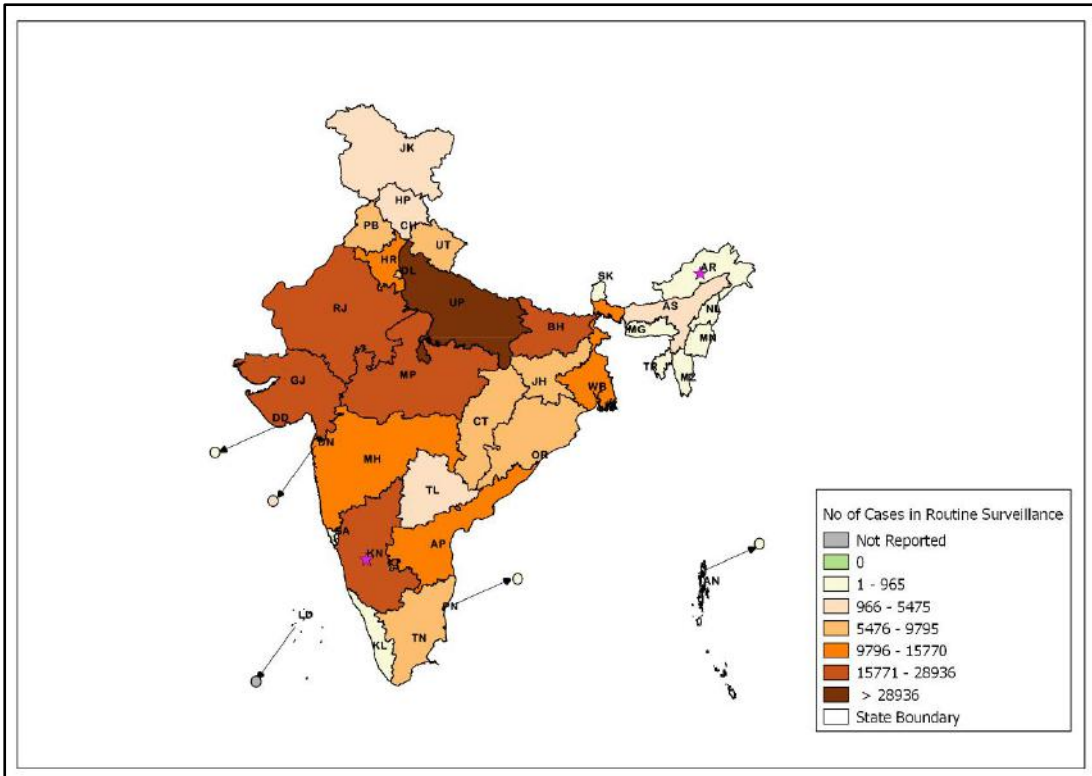 JK
HP
CH
PB
UT
HR
DL
SK
AR
RJ
UP
AS
NL
BH
MG
MN
GJ
MP
TR
MZ
JH
WB
DD
CT
DN
OR
MH
TL
AP
KN
AN
PN
LD
TN
KL
No of Cases in Routine Surveillance
Not Reported
0
1 - 965
966 - 5475
5476 - 9795
9796 - 15770
15771 - 28936
> 28936
State Boundary